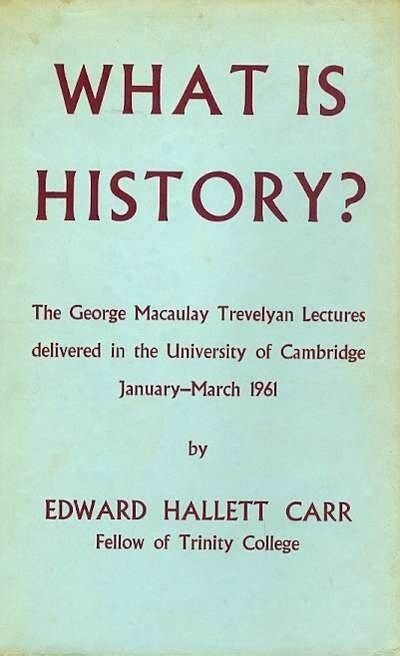 WHAT IS
HISTORY?
The George Macaulay Trevelyan Lectures
delivered in the University of Cambridge
January–March 1961
by
EDWARD HALLETT CARR
Fellow of Trinity College